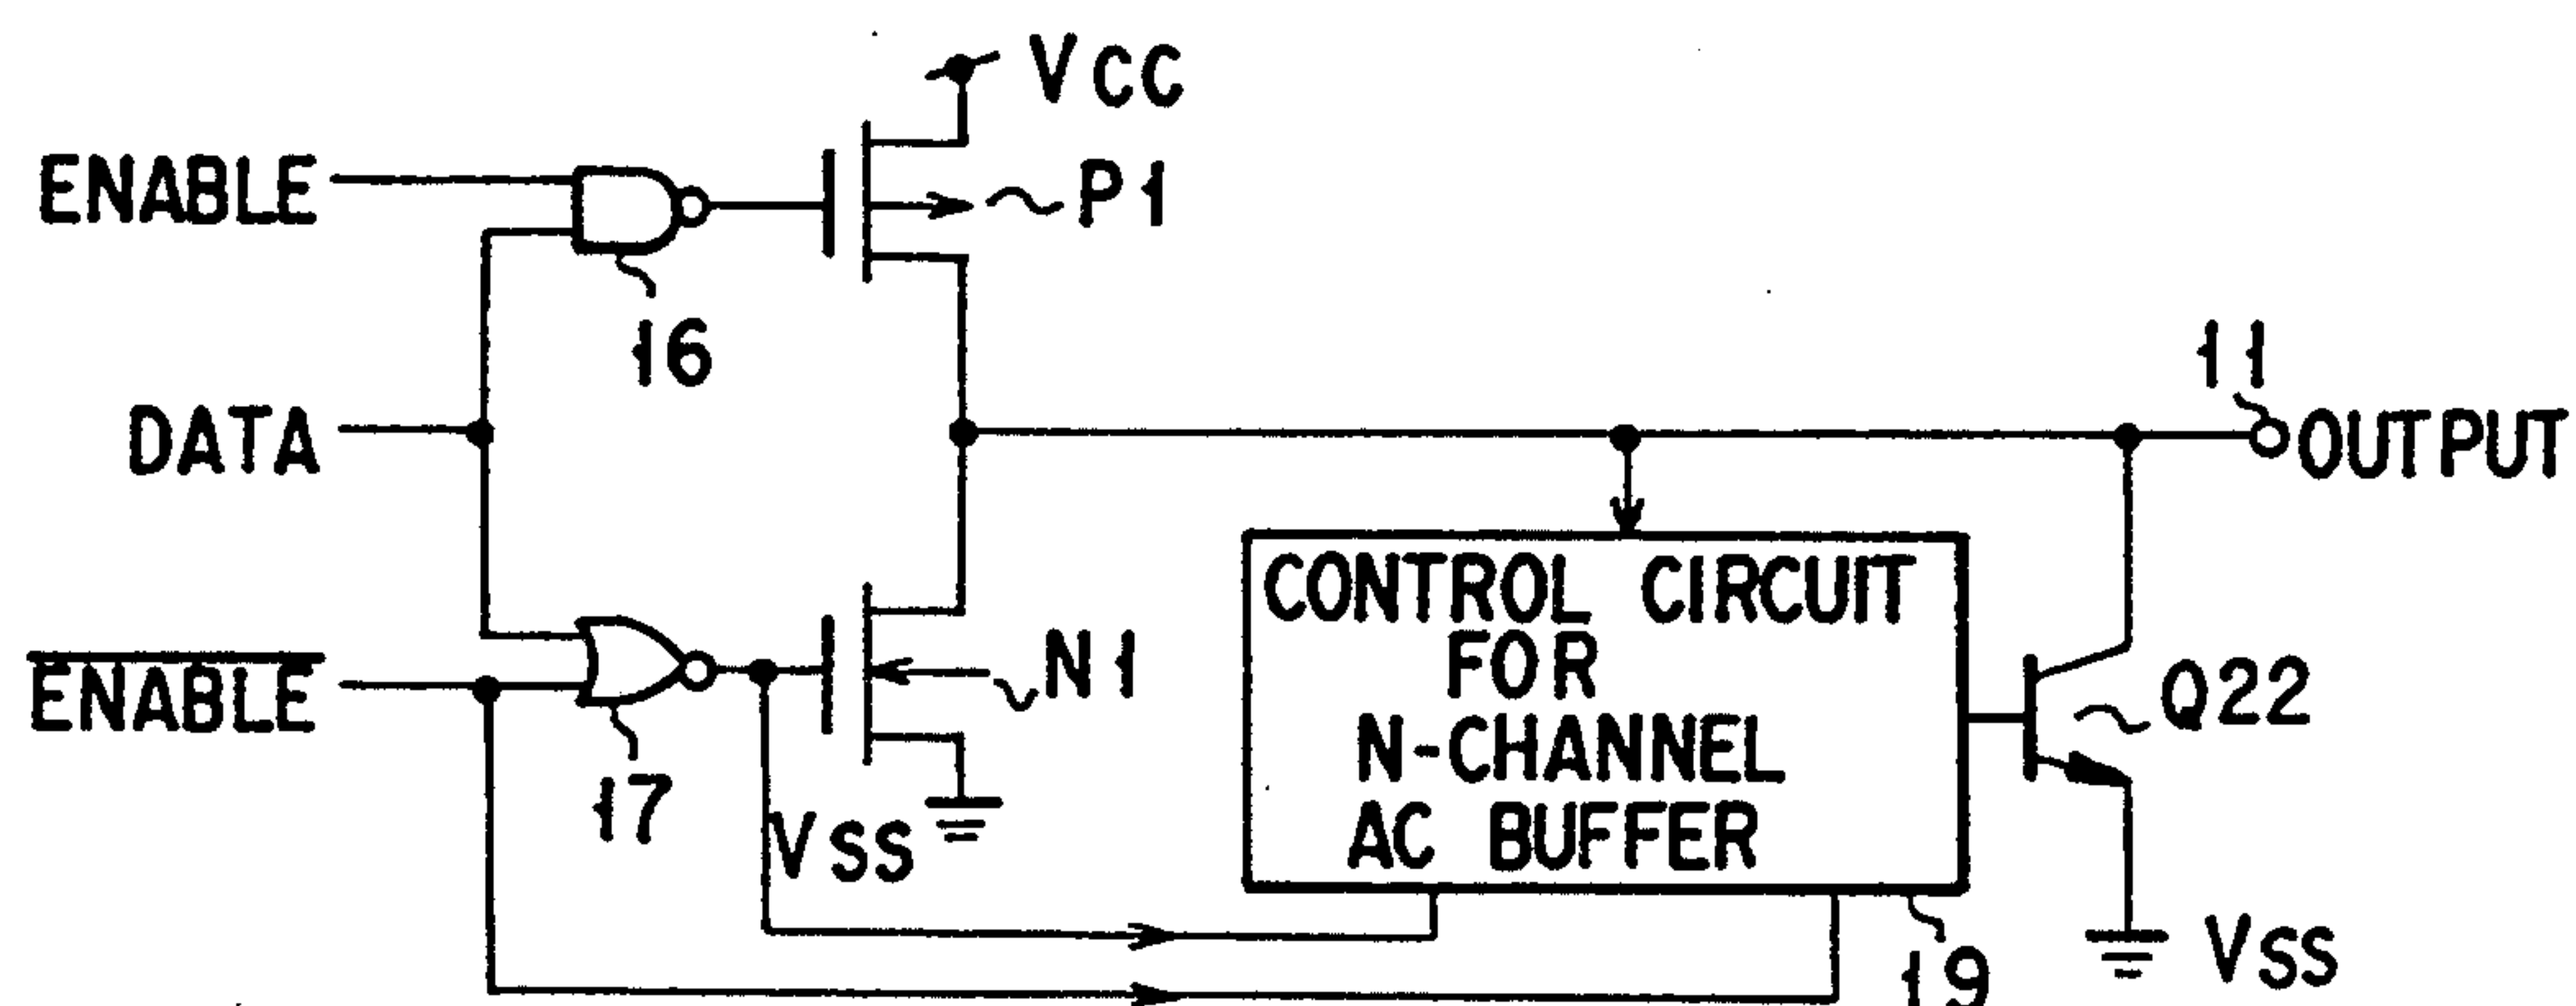 VCC
ENABLE
P1
16
11
DATA
OUTPUT
CONTROL CIRCUIT
FOR
N-CHANNEL
AC BUFFER
N1
ENABLE
Q22
17
VSS
19
VSS